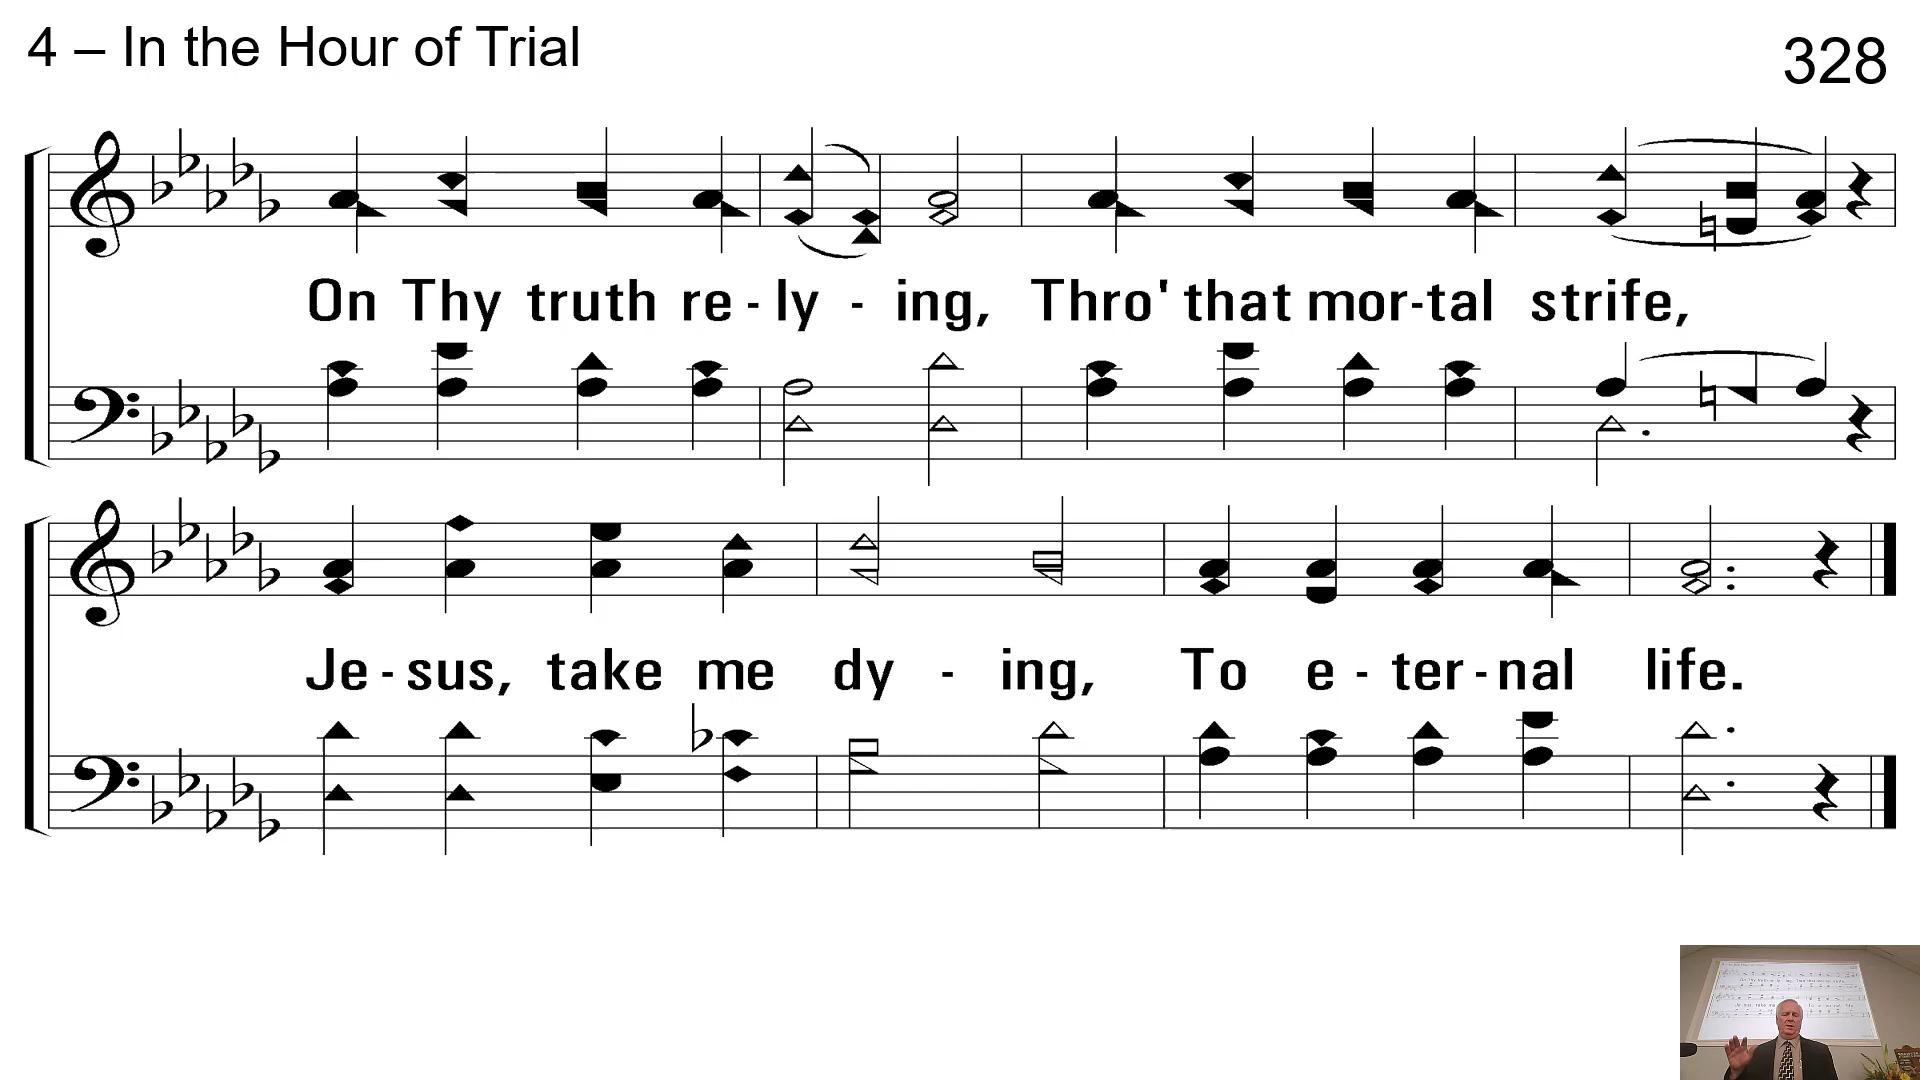 4 – In the Hour of Trial
328
On Thy truth re - ly - ing, Thro' that mor - tal strife,
Je - sus, take me dy - ing, To e - ter - nal life.